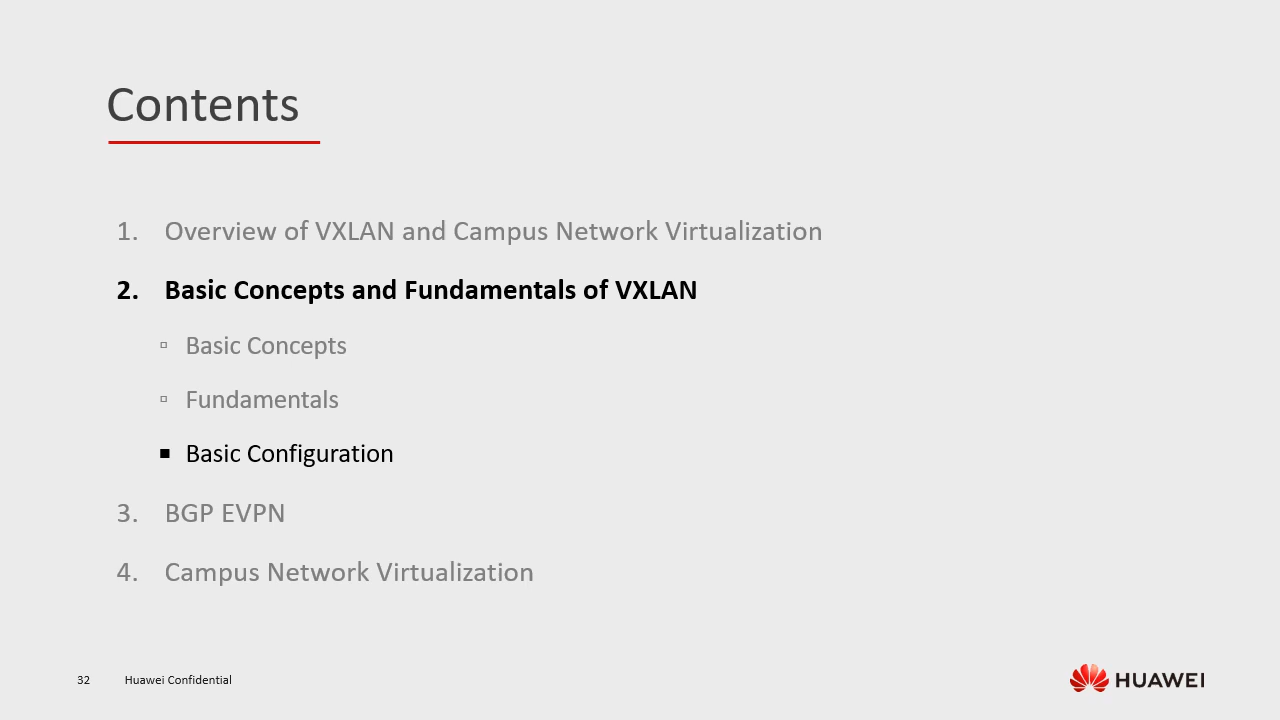 Contents
1. Overview of VXLAN and Campus Network Virtualization
2. Basic Concepts and Fundamentals of VXLAN
▫ Basic Concepts
▫ Fundamentals
▪ Basic Configuration
3. BGP EVPN
4. Campus Network Virtualization
32 Huawei Confidential
HUAWEI